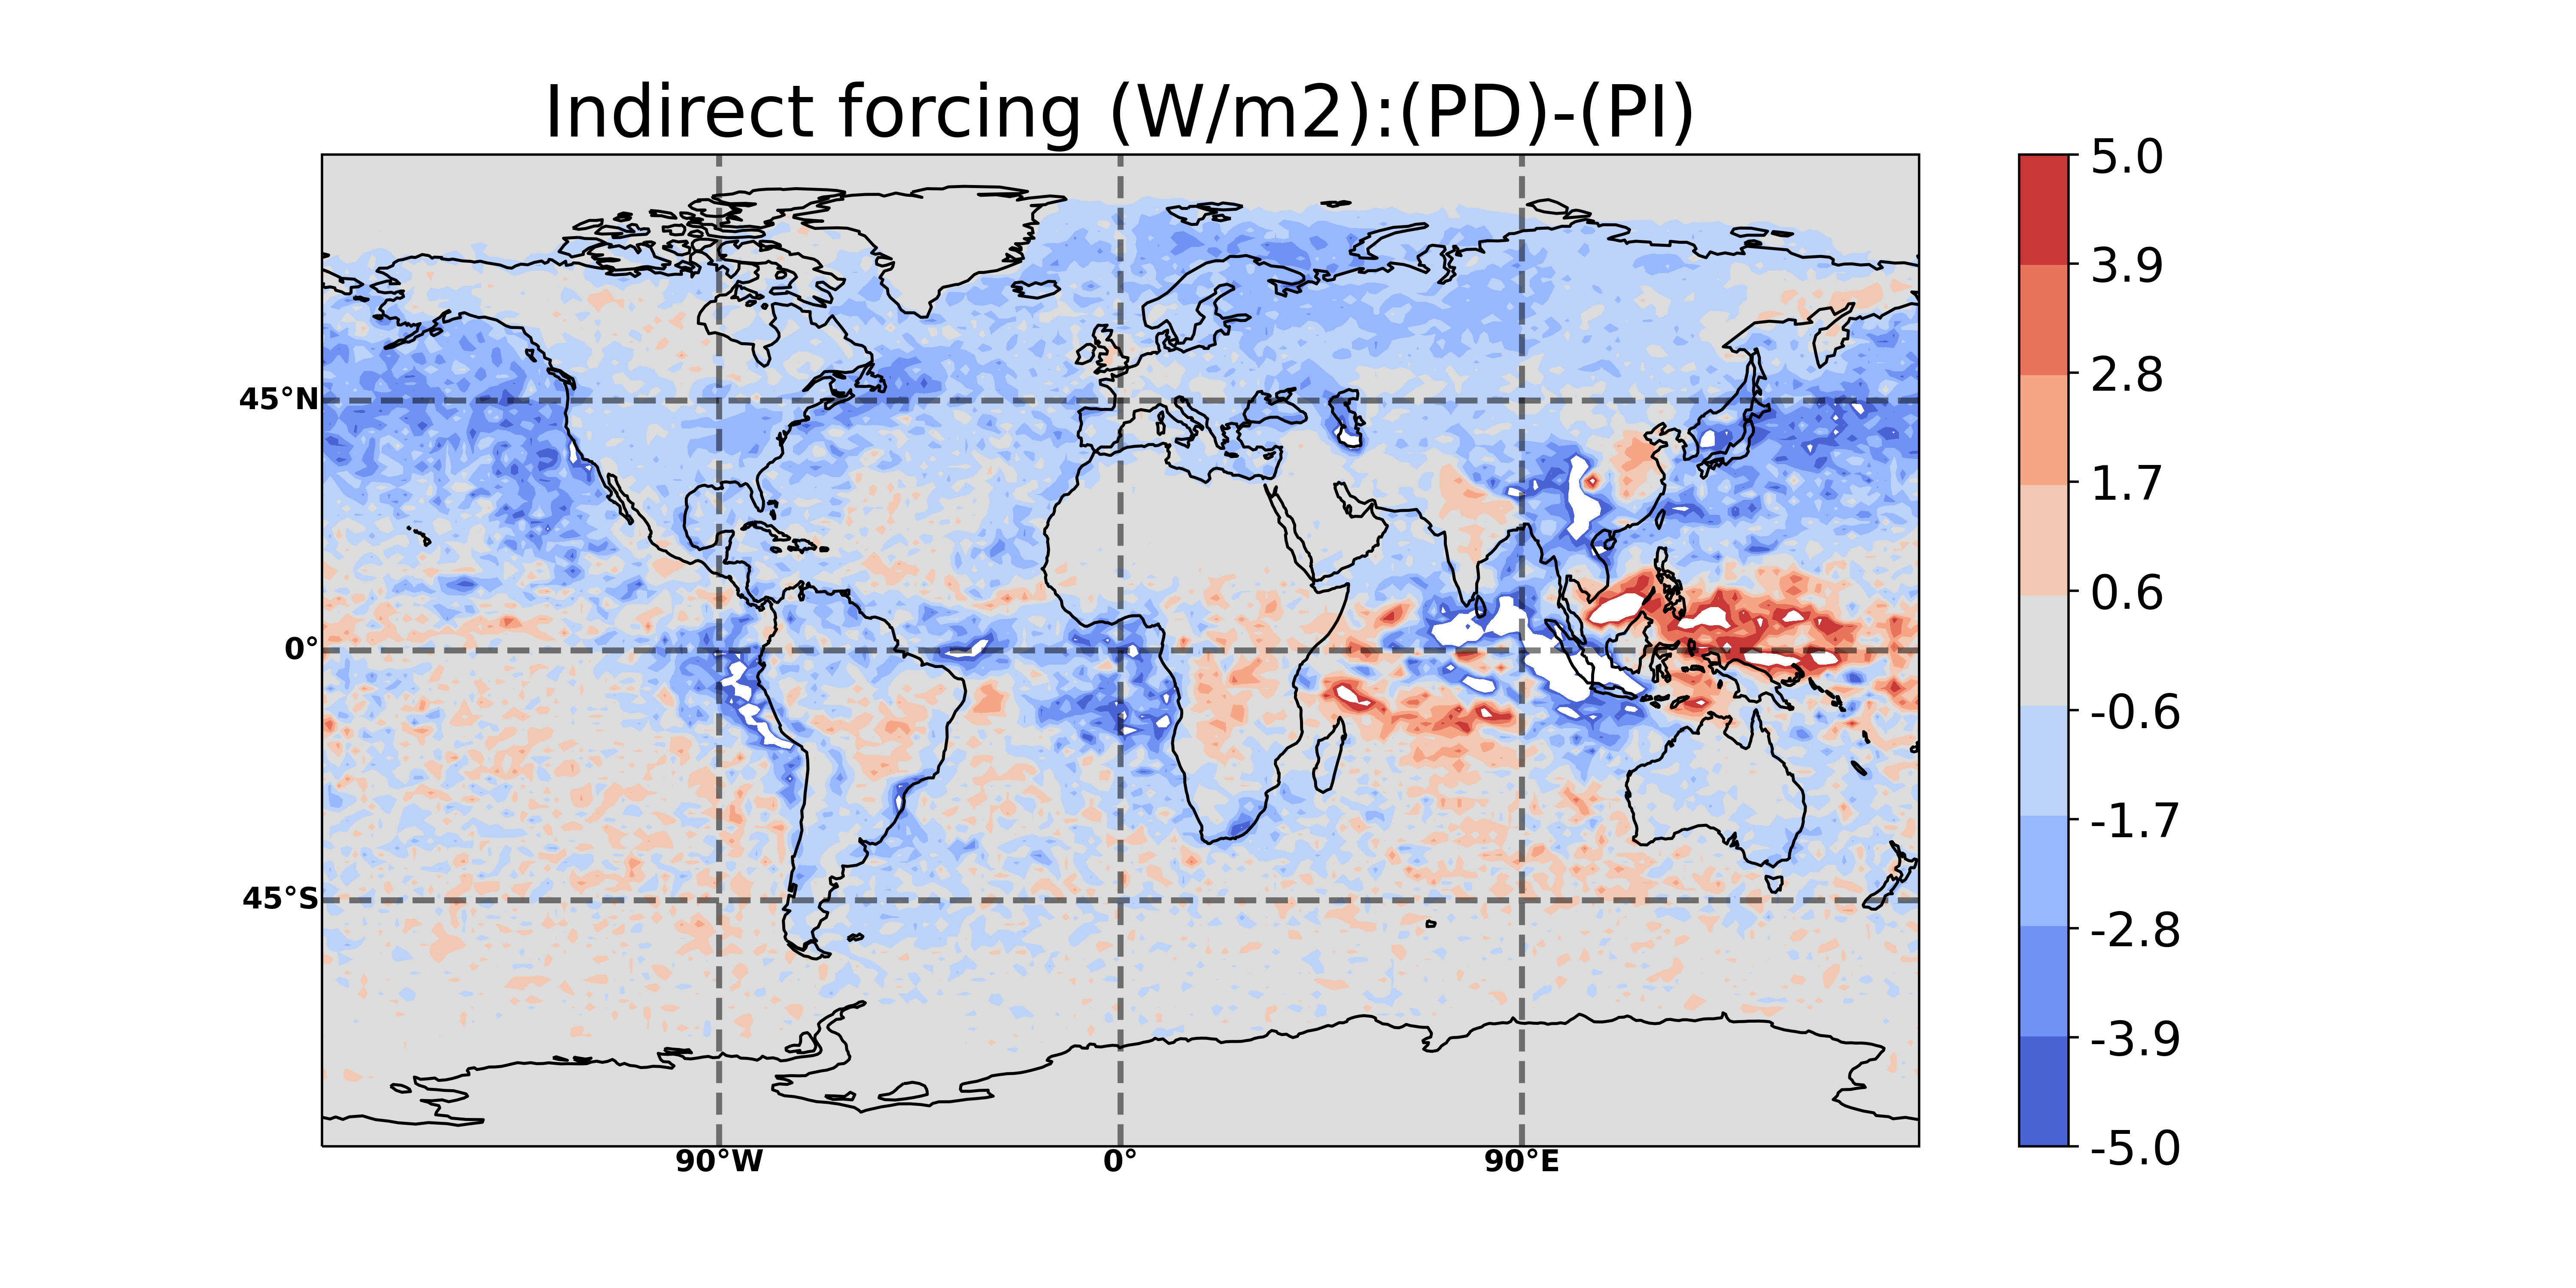 Indirect forcing (W/m2):(PD)-(PI)
45°N
0°
45°S
90°W
0°
90°E
5.0
3.9
2.8
1.7
0.6
-0.6
-1.7
-2.8
-3.9
-5.0